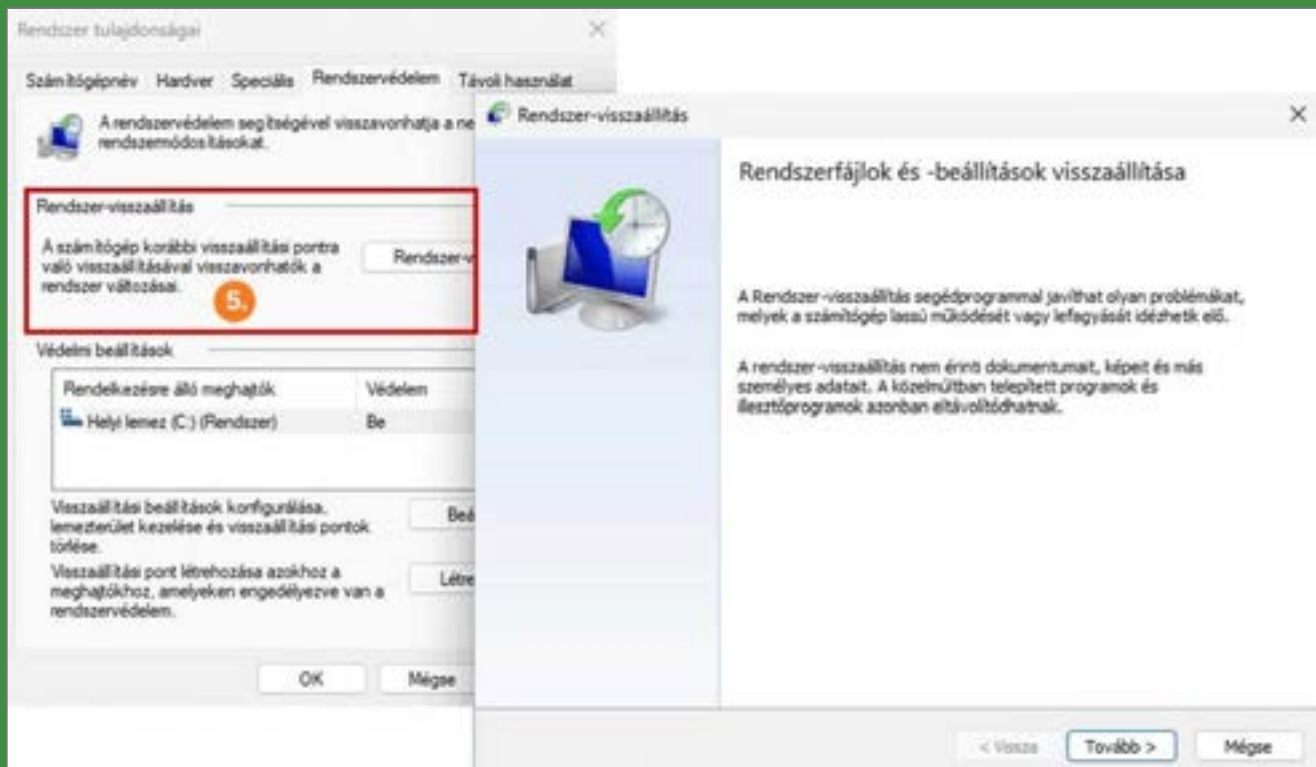 Rendszer tulajdonságai
Számítógépnév Hardver Speciális Rendszervédelem Távoli használat
A rendszervédelem segítségével visszavonhatja a ne
rendszermódosításokat.
Rendszer-visszaállítás
A számítógép korábbi visszaállítási pontra
való visszaállításával visszavonhatók a
rendszer változásai.
Rendszer-v
5.
Védelmi beállítások
Rendelkezésre álló meghajtók Védelem
Helyi lemez (C:) (Rendszer) Be
Visszaállítási beállítások konfigurálása,
lemezterület kezelése és visszaállítási pontok
törlése.
Beá
Visszaállítási pont létrehozása azokhoz a
meghajtókhoz, amelyeken engedélyezve van a
rendszervédelem.
Létre
OK Mégse
Rendszer-visszaállítás
Rendszerfájlok és -beállítások visszaállítása
A Rendszer-visszaállítás segédprogrammal javíthat olyan problémákat,
melyek a számítógép lassú működését vagy lefagyását idézhetik elő.
A rendszer-visszaállítás nem érinti dokumentumait, képeit és más
személyes adatait. A közelmúltban telepített programok és
illesztőprogramok azonban eltávolítódhatnak.
< Vissza Tovább > Mégse